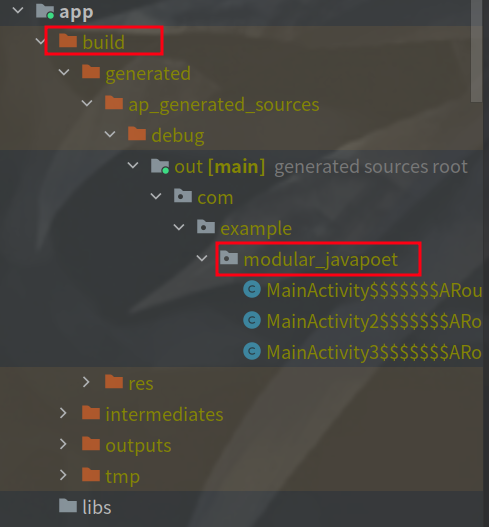 app
build
generated
ap_generated_sources
debug
out [main] generated sources root
com
example
modular_javapoet
MainActivity$$$$$$$ARou
MainActivity2$$$$$$$ARo
MainActivity3$$$$$$$ARo
res
intermediates
outputs
tmp
libs